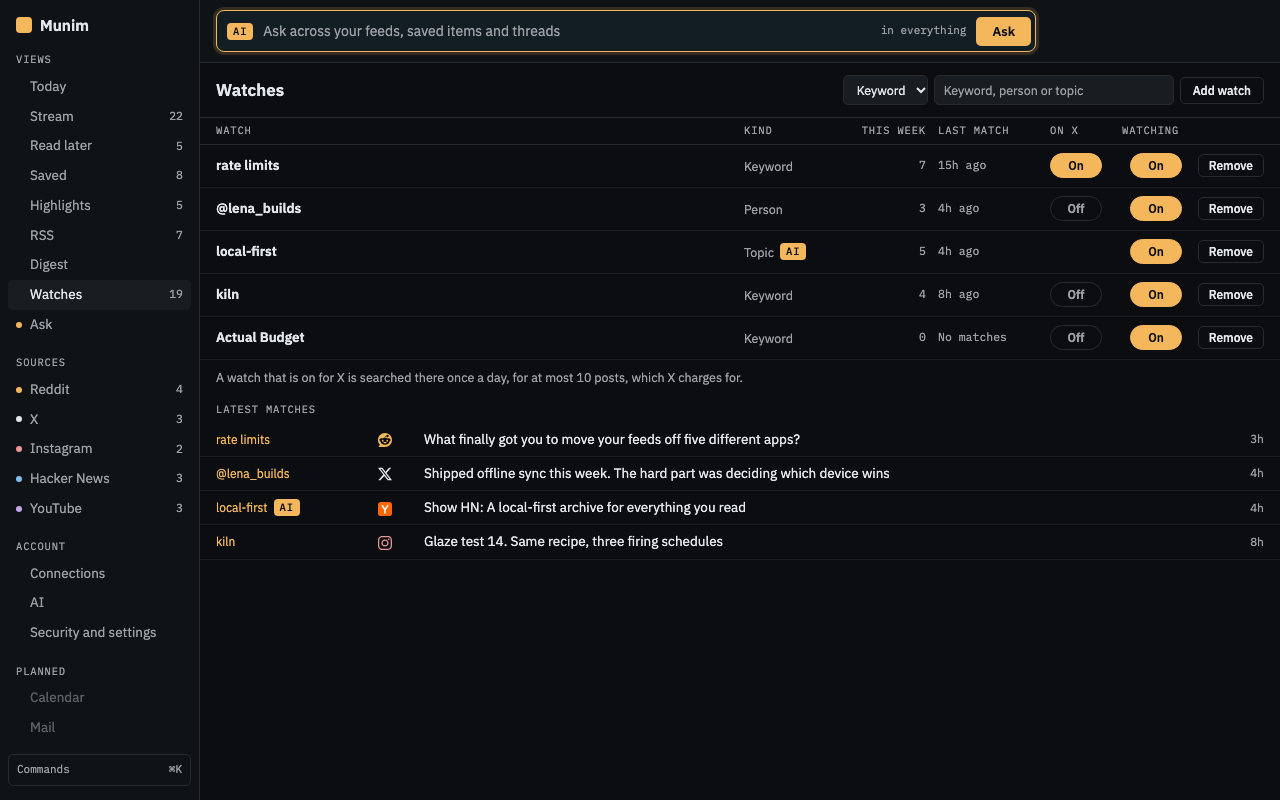 Munim
VIEWS
Today
Stream 22
Read later 5
Saved 8
Highlights 5
RSS 7
Digest
Watches 19
Ask
SOURCES
Reddit 4
X 3
Instagram 2
Hacker News 3
YouTube 3
ACCOUNT
Connections
AI
Security and settings
PLANNED
Calendar
Mail
Commands ⌘K
AI Ask across your feeds, saved items and threads in everything Ask
Watches Keyword Keyword, person or topic Add watch
WATCH KIND THIS WEEK LAST MATCH ON X WATCHING
rate limits Keyword 7 15h ago On On Remove
@lena_builds Person 3 4h ago Off On Remove
local-first Topic AI 5 4h ago On Remove
kiln Keyword 4 8h ago Off On Remove
Actual Budget Keyword 0 No matches Off On Remove
A watch that is on for X is searched there once a day, for at most 10 posts, which X charges for.
LATEST MATCHES
rate limits What finally got you to move your feeds off five different apps? 3h
@lena_builds Shipped offline sync this week. The hard part was deciding which device wins 4h
local-first AI Y Show HN: A local-first archive for everything you read 4h
kiln Glaze test 14. Same recipe, three firing schedules 8h